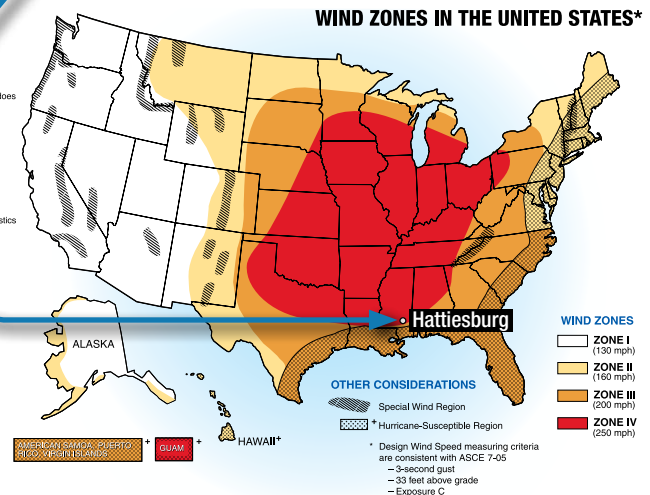 WIND ZONES IN THE UNITED STATES*
oes
stics
Hattiesburg
ALASKA
HAWAII+
AMERICAN SAMOA, PUERTO
RICO, VIRGIN ISLANDS
+
GUAM
+
OTHER CONSIDERATIONS
Special Wind Region
+ Hurricane-Susceptible Region
* Design Wind Speed measuring criteria
are consistent with ASCE 7-05
– 3-second gust
– 33 feet above grade
– Exposure C
WIND ZONES
ZONE I
(130 mph)
ZONE II
(160 mph)
ZONE III
(200 mph)
ZONE IV
(250 mph)